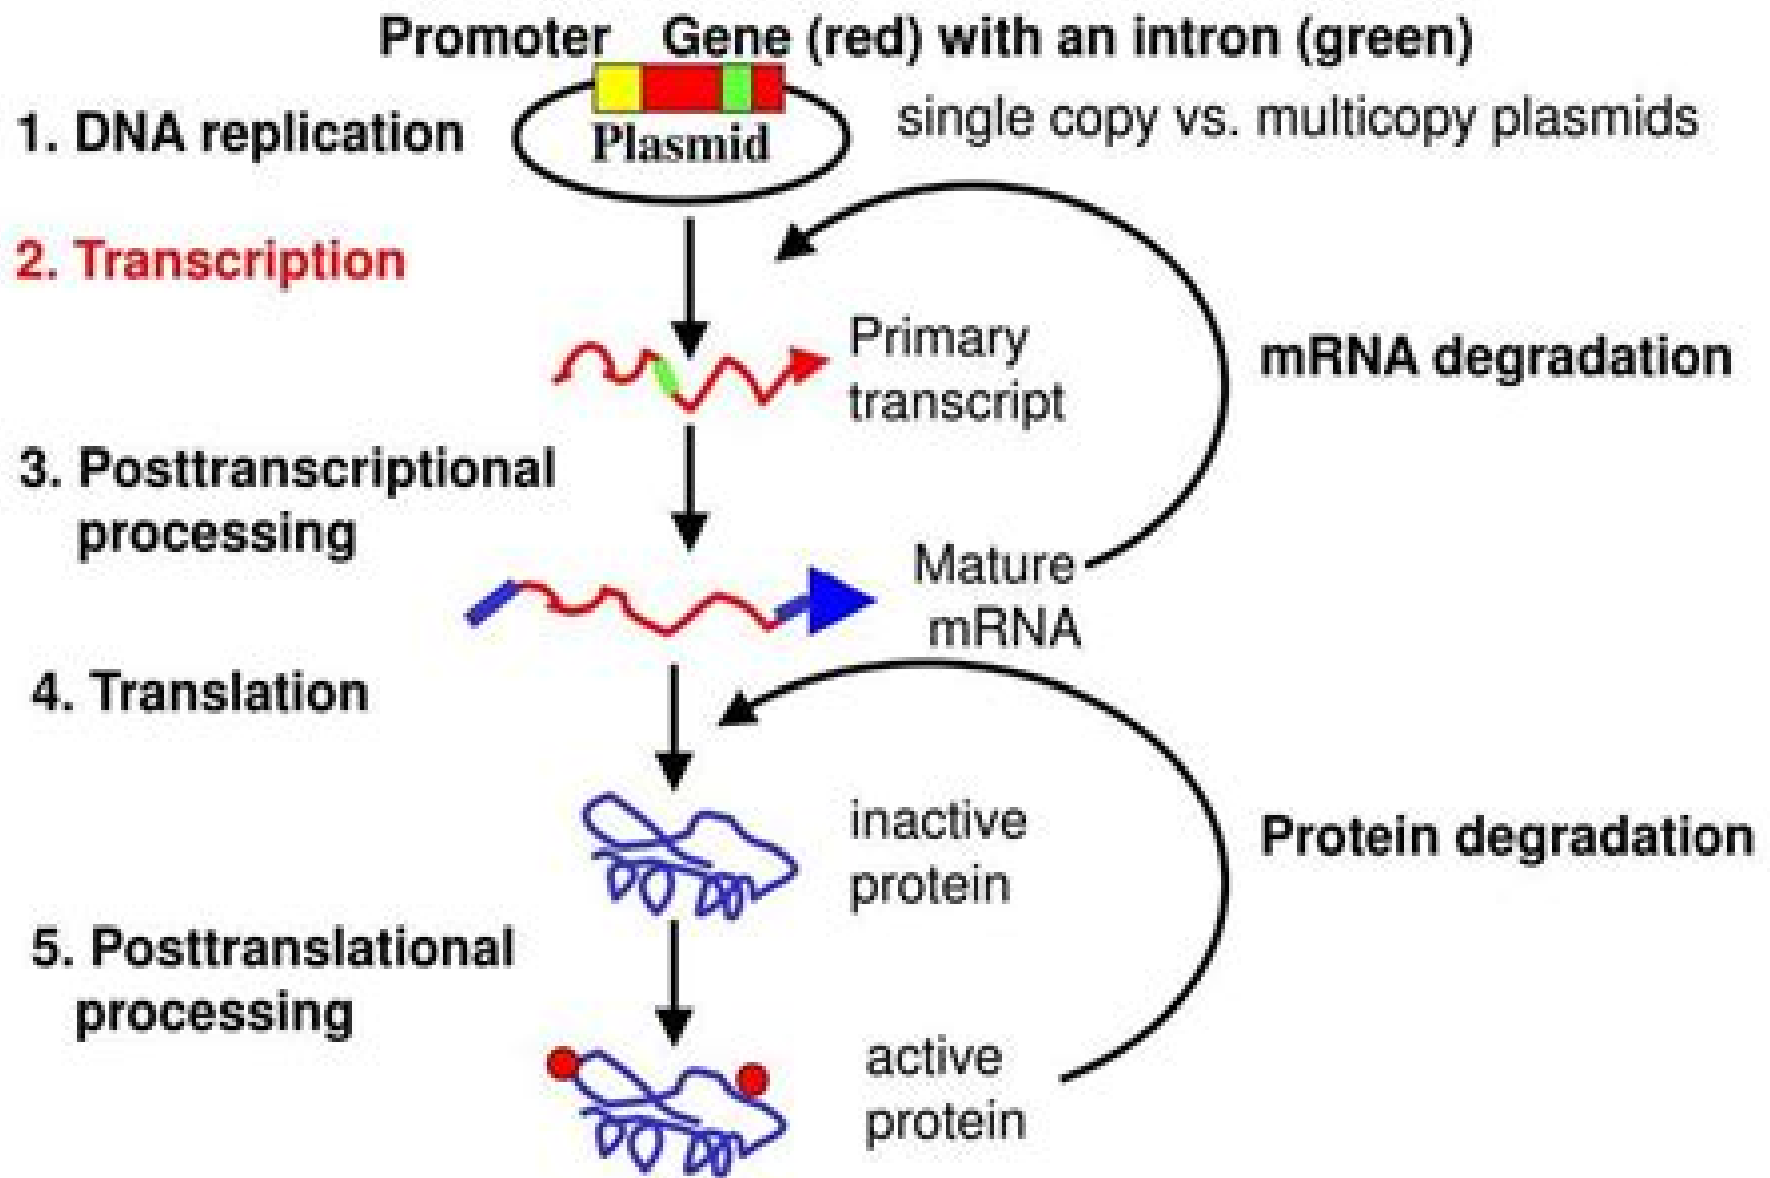 Promoter Gene (red) with an intron (green)
1. DNA replication
Plasmid
single copy vs. multicopy plasmids
2. Transcription
Primary
transcript
mRNA degradation
3. Posttranscriptional
processing
Mature
mRNA
4. Translation
inactive
protein
Protein degradation
5. Posttranslational
processing
active
protein